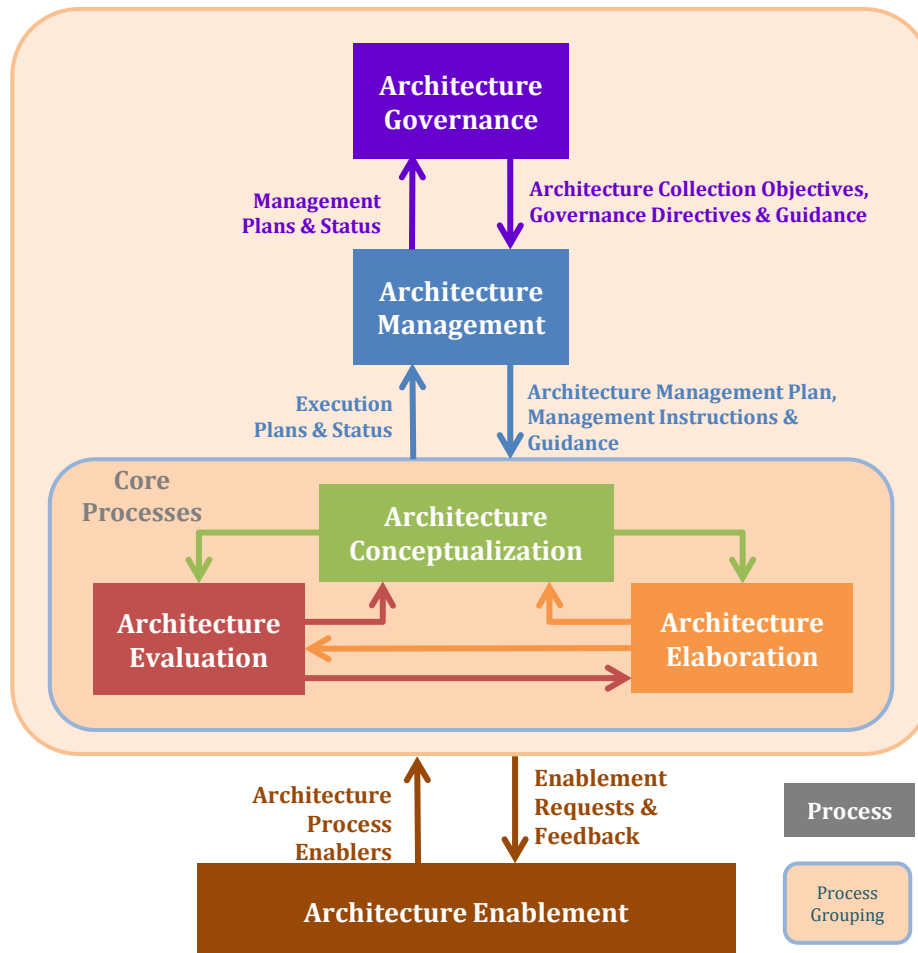 Architecture
Governance
Management
Plans & Status
Architecture Collection Objectives,
Governance Directives & Guidance
Architecture
Management
Execution
Plans & Status
Architecture Management Plan,
Management Instructions &
Guidance
Core
Processes
Architecture
Conceptualization
Architecture
Evaluation
Architecture
Elaboration
Architecture
Process
Enablers
Enablement
Requests &
Feedback
Process
Architecture Enablement
Process
Grouping